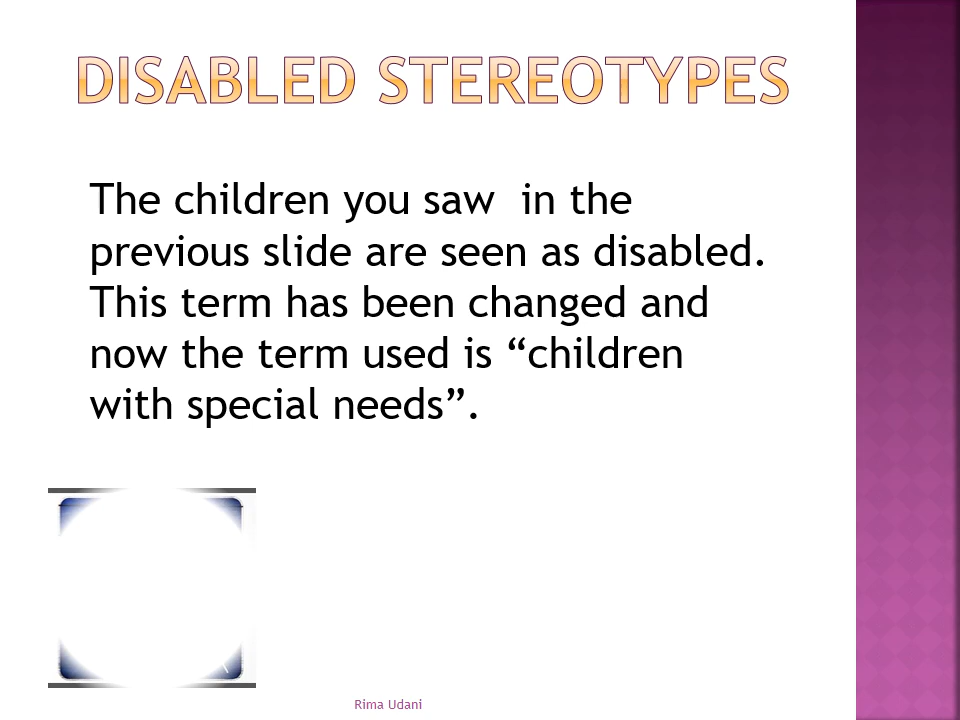 DISABLED STEREOTYPES
The children you saw  in the
previous slide are seen as disabled.
This term has been changed and
now the term used is “children
with special needs”.
Rima Udani